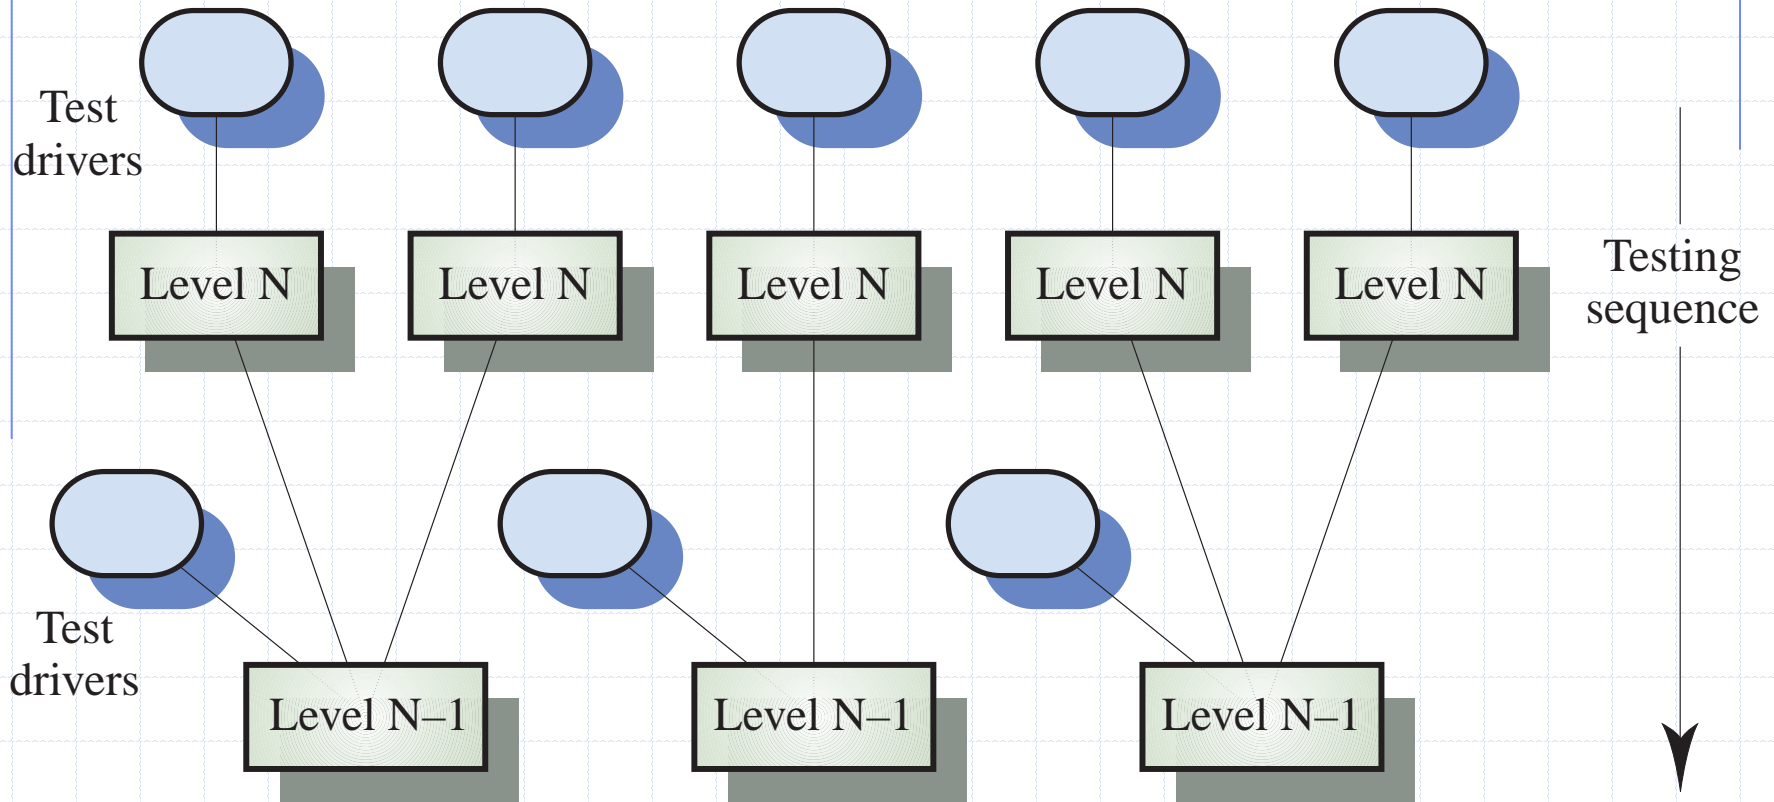 Test
drivers
Level N
Level N
Level N
Level N
Level N
Testing
sequence
Test
drivers
Level N–1
Level N–1
Level N–1